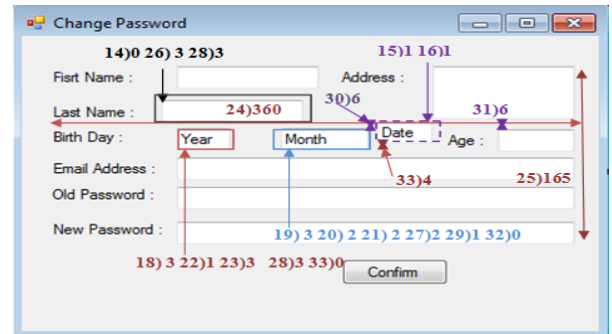 Change Password
14)0 26) 3 28)3
15)1 16)1
Fisrt Name :
Address :
Last Name :
24)360
30)6
31)6
Birth Day :
Year
Month
Date
Age :
Email Address :
33)4
25)165
Old Password :
New Password :
19) 3 20) 2 21) 2 27)2 29)1 32)0
18) 3 22)1 23)3 28)3 33)0
Confirm